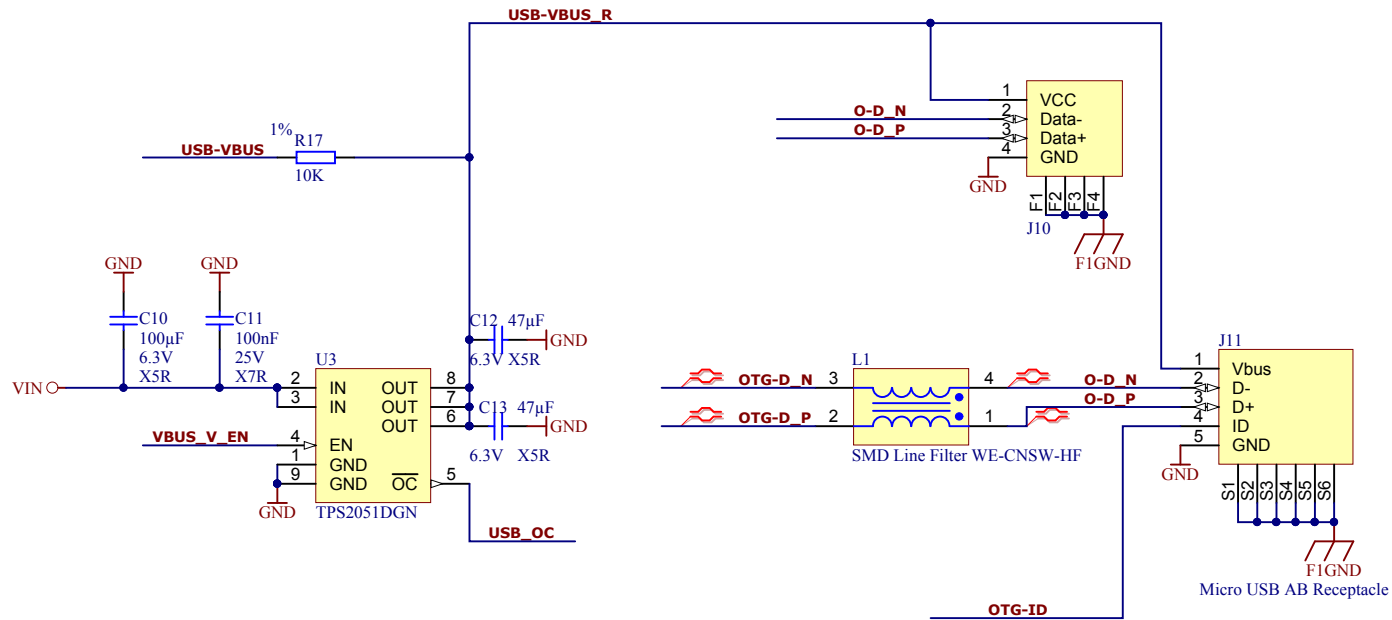 USB-VBUS_R
1
VCC
O-D_N
2
Data-
O-D_P
3
Data+
4
GND
GND
F1
F2
F3
F4
J10
F1GND
1%
R17
USB-VBUS
10K
GND
GND
C10
100µF
6.3V
X5R
C11
100nF
25V
X7R
VIN
C12 47µF
GND
6.3V X5R
U3
2
IN
OUT
8
3
IN
OUT
7
OUT
6
C13 47µF
GND
6.3V X5R
VBUS_V_EN
4
EN
1
GND
9
GND
OC
5
GND
TPS2051DGN
USB_OC
L1
OTG-D_N
3
4
O-D_N
OTG-D_P
2
1
O-D_P
SMD Line Filter WE-CNSW-HF
J11
1
Vbus
2
D-
3
D+
4
ID
5
GND
GND
S1
S2
S3
S4
S5
S6
F1GND
Micro USB AB Receptacle
OTG-ID